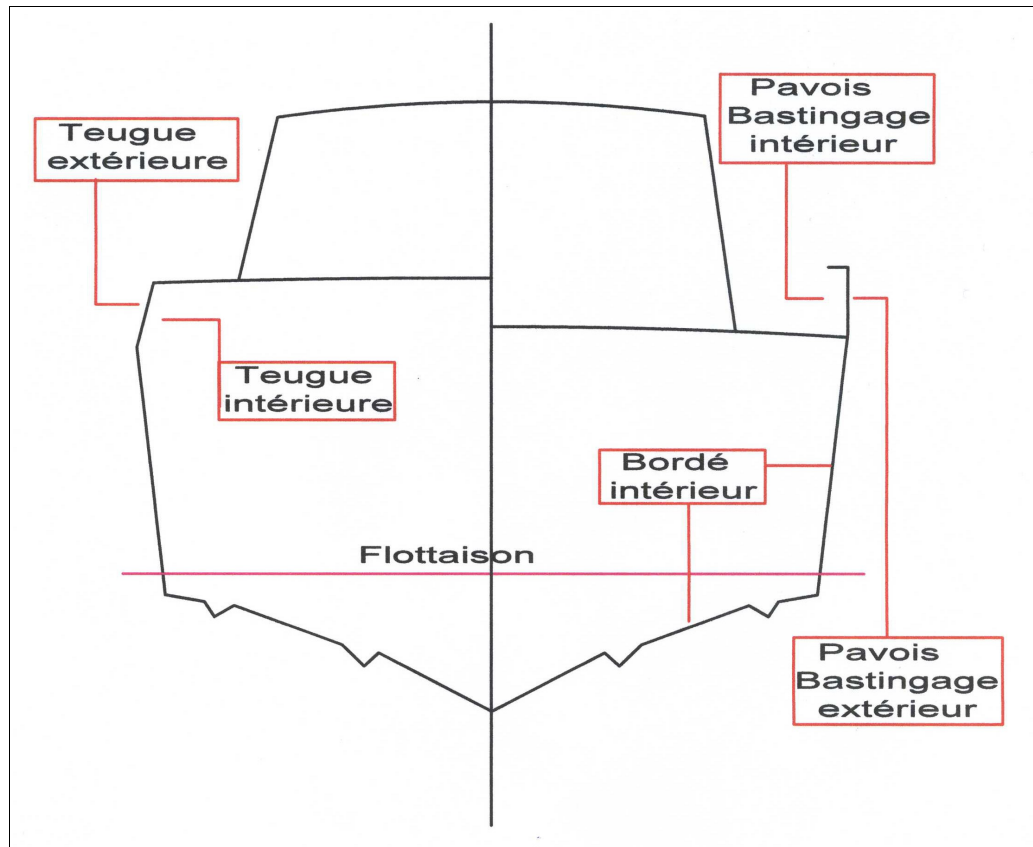 Teugue
extérieure
Pavois
Bastingage
intérieur
Teugue
intérieure
Bordé
intérieur
Flottaison
Pavois
Bastingage
extérieur